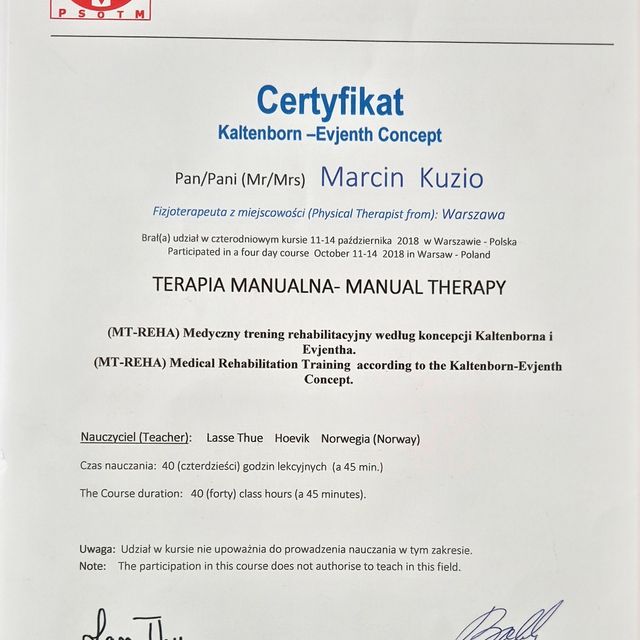 PSOTM
Certyfikat
Kaltenborn –Evjenth Concept
Pan/Pani (Mr/Mrs) Marcin Kuzio
Fizjoterapeuta z miejscowości (Physical Therapist from): Warszawa
Brał(a) udział w czterodniowym kursie 11-14 października 2018 w Warszawie - Polska
Participated in a four day course October 11-14 2018 in Warsaw - Poland
TERAPIA MANUALNA- MANUAL THERAPY
(MT-REHA) Medyczny trening rehabilitacyjny według koncepcji Kaltenborna i
Evjentha.
(MT-REHA) Medical Rehabilitation Training according to the Kaltenborn-Evjenth
Concept.
Nauczyciel (Teacher): Lasse Thue Hoevik Norwegia (Norway)
Czas nauczania: 40 (czterdzieści) godzin lekcyjnych (a 45 min.)
The Course duration: 40 (forty) class hours (a 45 minutes).
Uwaga: Udział w kursie nie upoważnia do prowadzenia nauczania w tym zakresie.
Note: The participation in this course does not authorise to teach in this field.